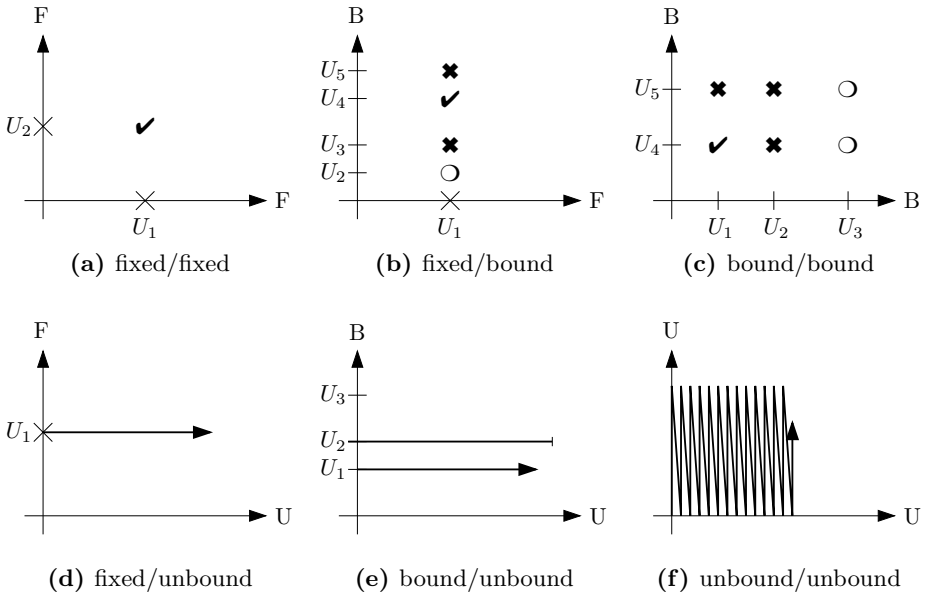 F
U₂
U₁
F
(a) fixed/fixed
B
U₅
U₄
U₃
U₂
U₁
F
(b) fixed/bound
B
U₅
U₄
U₁ U₂ U₃
B
(c) bound/bound
F
U₁
U
(d) fixed/unbound
B
U₃
U₂
U₁
U
(e) bound/unbound
U
U
(f) unbound/unbound